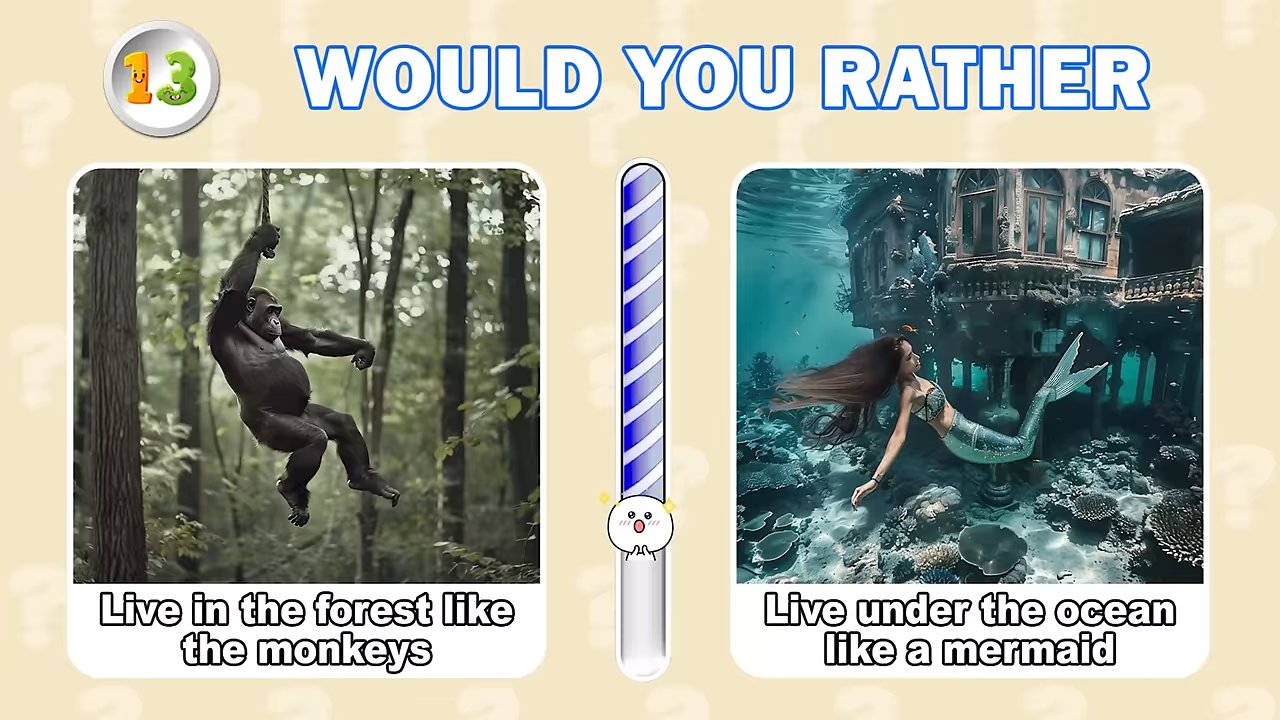 13
WOULD YOU RATHER
Live in the forest like
the monkeys
Live under the ocean
like a mermaid